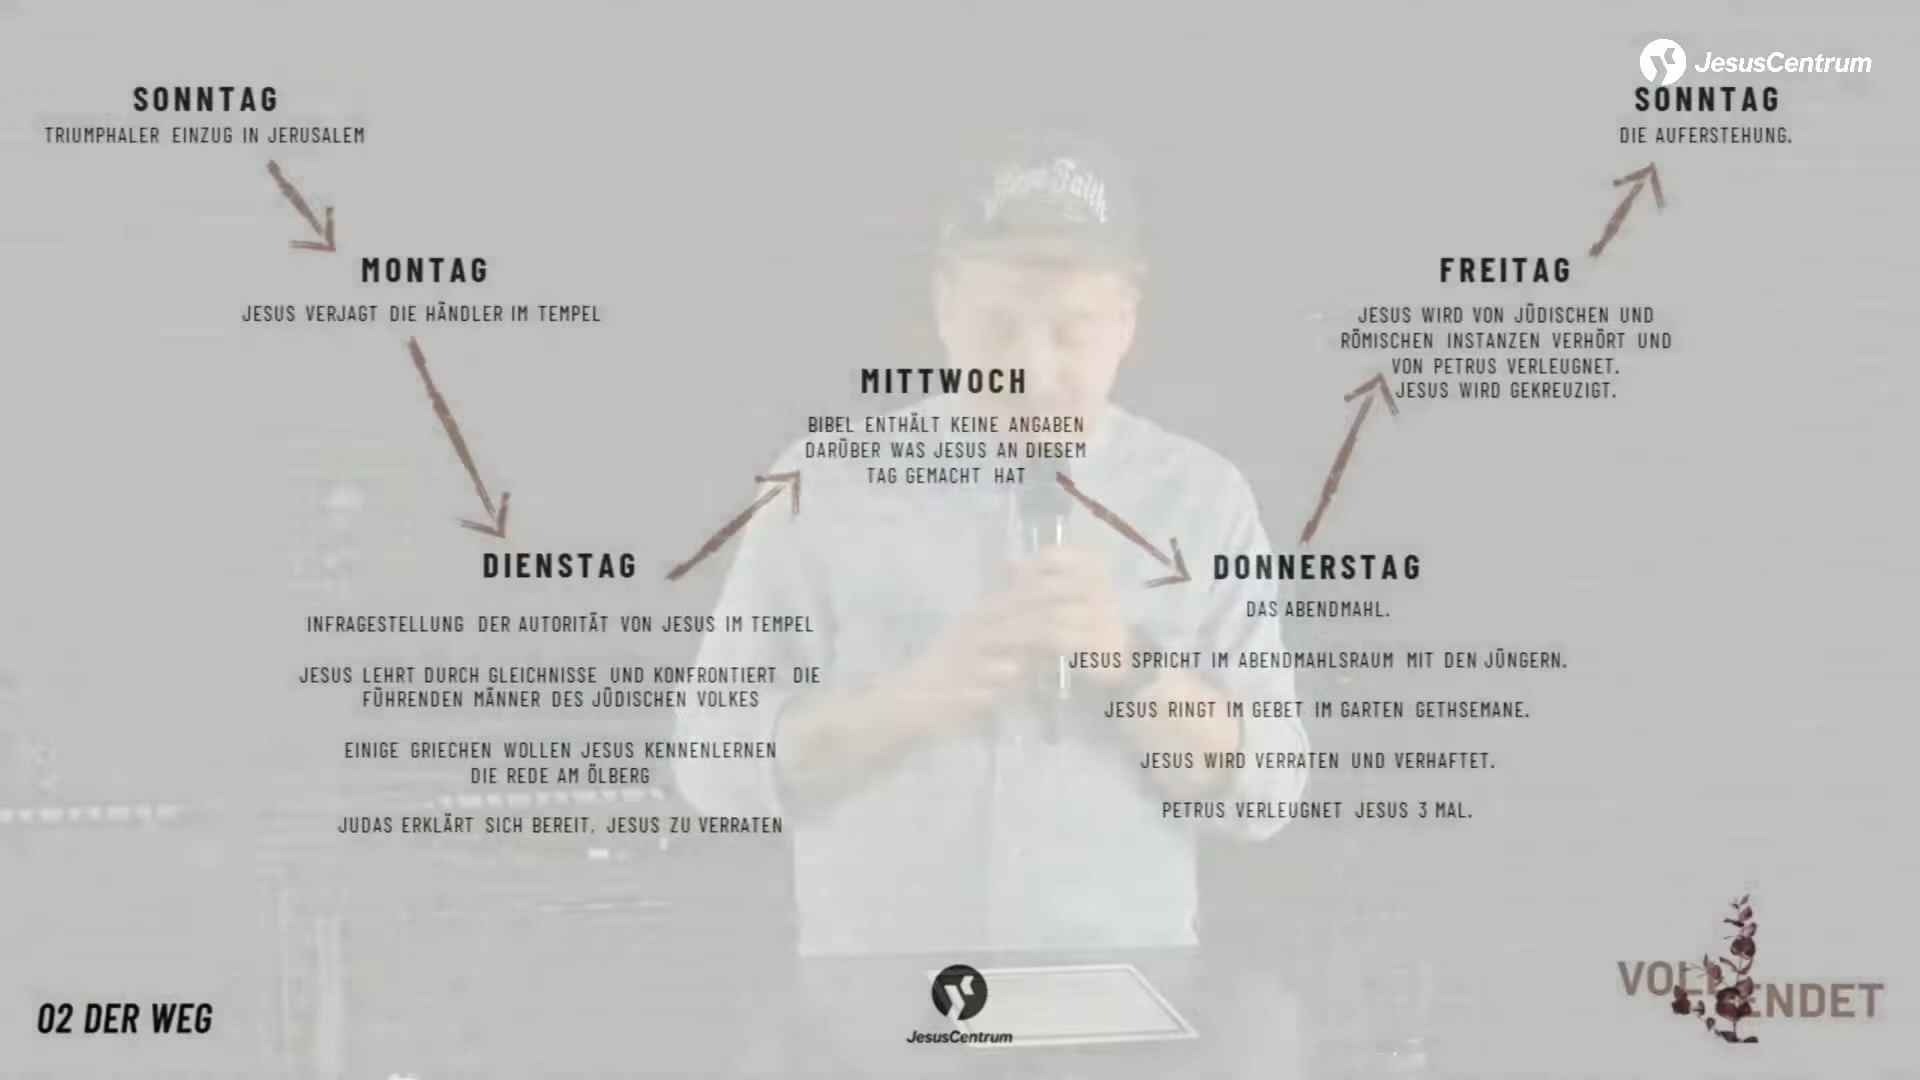 JesusCentrum
SONNTAG
TRIUMPHALER EINZUG IN JERUSALEM
MONTAG
JESUS VERJAGT DIE HÄNDLER IM TEMPEL
DIENSTAG
INFRAGESTELLUNG DER AUTORITÄT VON JESUS IM TEMPEL
JESUS LEHRT DURCH GLEICHNISSE UND KONFRONTIERT DIE
FÜHRENDEN MÄNNER DES JÜDISCHEN VOLKES
EINIGE GRIECHEN WOLLEN JESUS KENNENLERNEN
DIE REDE AM ÖLBERG
JUDAS ERKLÄRT SICH BEREIT, JESUS ZU VERRATEN
MITTWOCH
BIBEL ENTHÄLT KEINE ANGABEN
DARÜBER WAS JESUS AN DIESEM
TAG GEMACHT HAT
DONNERSTAG
DAS ABENDMAHL.
JESUS SPRICHT IM ABENDMAHLSRAUM MIT DEN JÜNGERN.
JESUS RINGT IM GEBET IM GARTEN GETHSEMANE.
JESUS WIRD VERRATEN UND VERHAFTET.
PETRUS VERLEUGNET JESUS 3 MAL.
FREITAG
JESUS WIRD VON JÜDISCHEN UND
RÖMISCHEN INSTANZEN VERHÖRT UND
VON PETRUS VERLEUGNET.
JESUS WIRD GEKREUZIGT.
SONNTAG
DIE AUFERSTEHUNG.
Faith
02 DER WEG
JesusCentrum
VOLLENDET